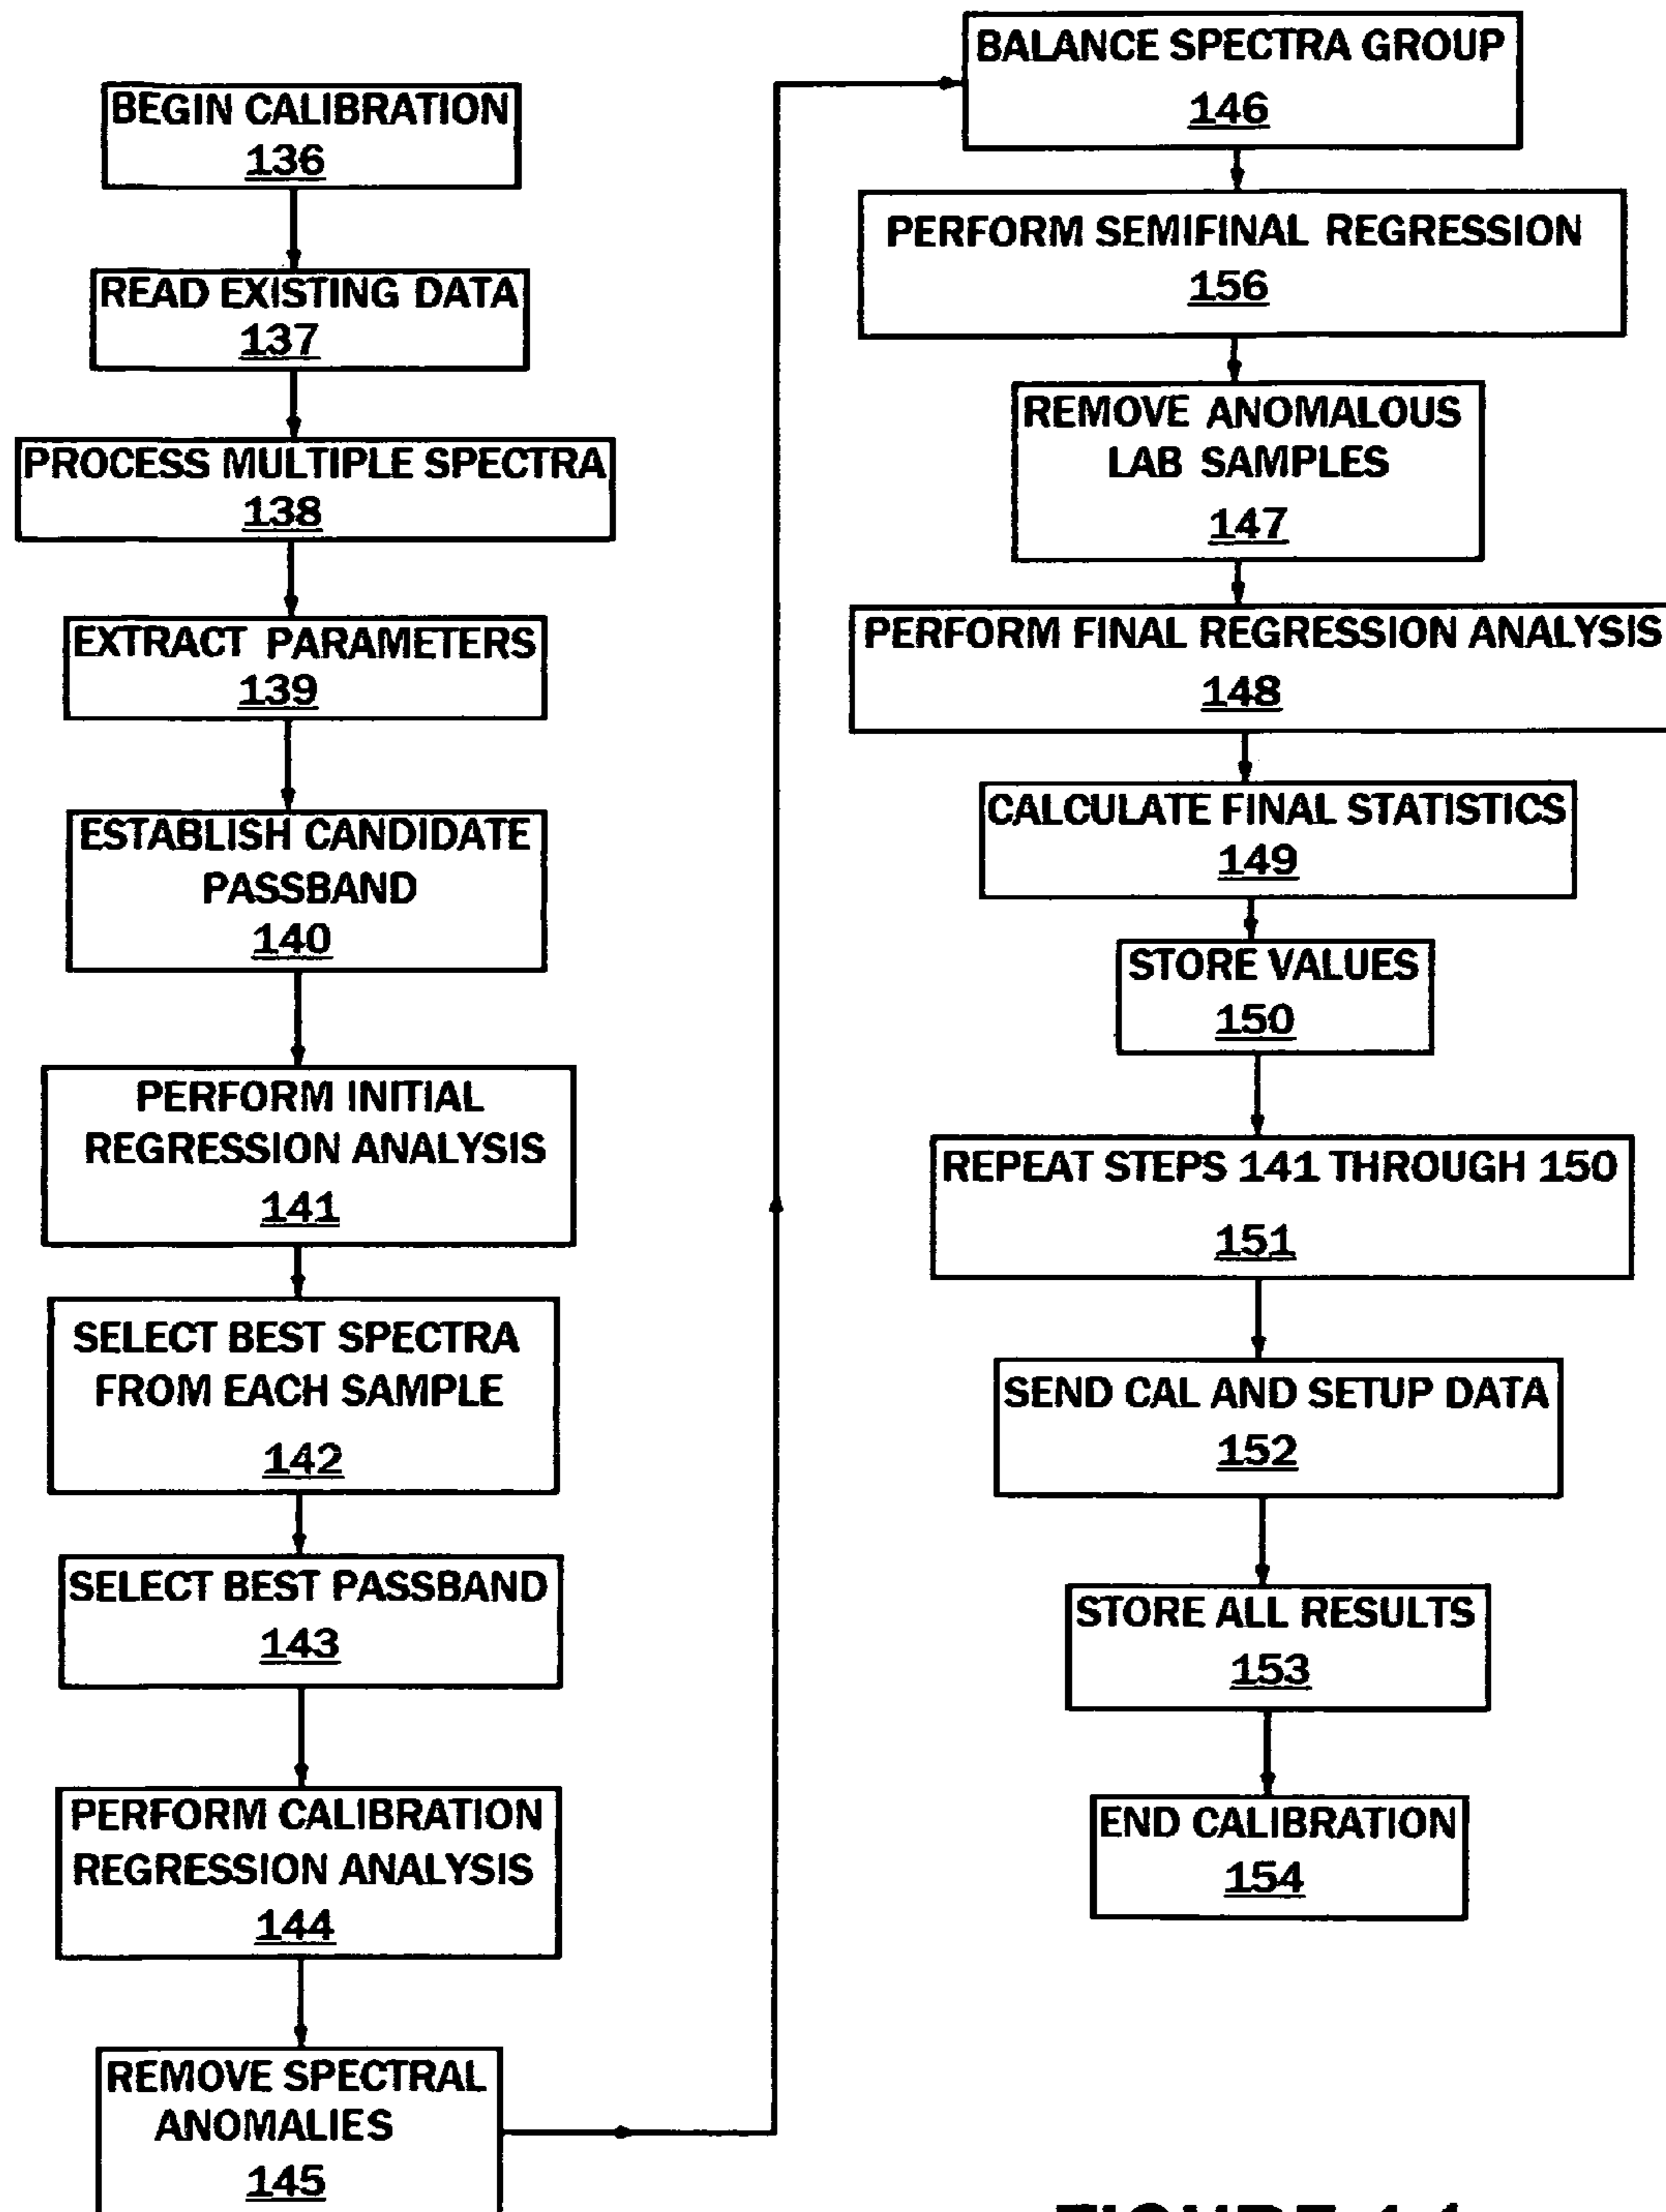 BEGIN CALIBRATION
136
READ EXISTING DATA
137
PROCESS MULTIPLE SPECTRA
138
EXTRACT PARAMETERS
139
ESTABLISH CANDIDATE
PASSBAND
140
PERFORM INITIAL
REGRESSION ANALYSIS
141
SELECT BEST SPECTRA
FROM EACH SAMPLE
142
SELECT BEST PASSBAND
143
PERFORM CALIBRATION
REGRESSION ANALYSIS
144
REMOVE SPECTRAL
ANOMALIES
145
BALANCE SPECTRA GROUP
146
PERFORM SEMIFINAL REGRESSION
156
REMOVE ANOMALOUS
LAB SAMPLES
147
PERFORM FINAL REGRESSION ANALYSIS
148
CALCULATE FINAL STATISTICS
149
STORE VALUES
150
REPEAT STEPS 141 THROUGH 150
151
SEND CAL AND SETUP DATA
152
STORE ALL RESULTS
153
END CALIBRATION
154